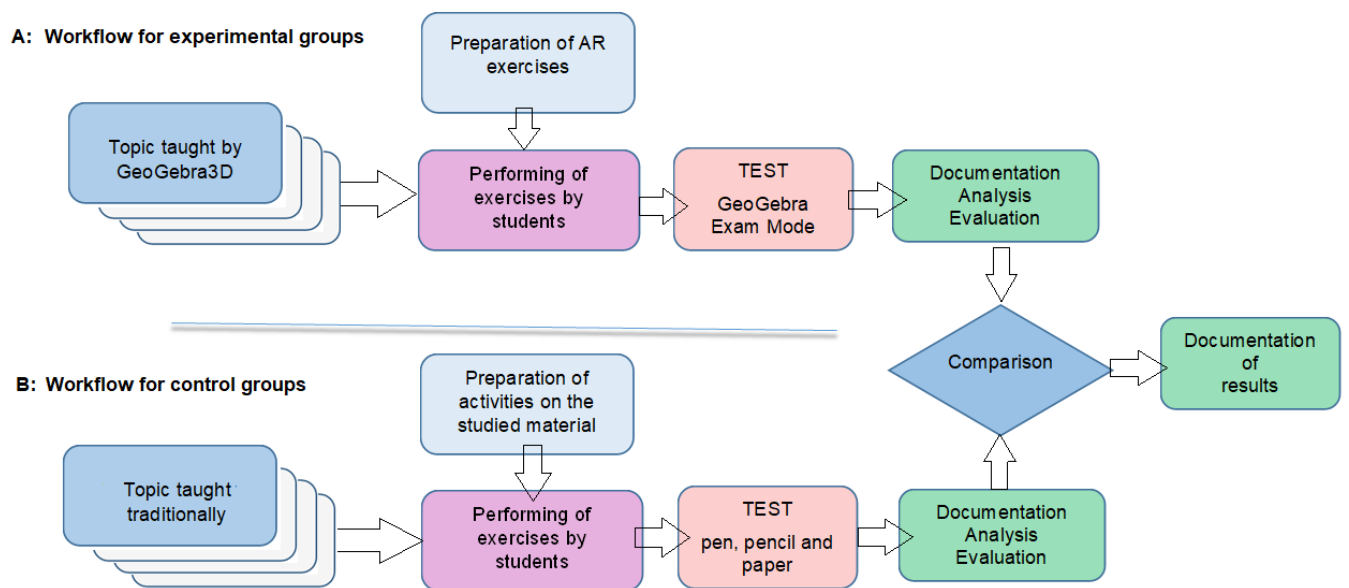 A: Workflow for experimental groups
Preparation of AR
exercises
Topic taught by
GeoGebra3D
Performing of
exercises by
students
TEST
GeoGebra
Exam Mode
Documentation
Analysis
Evaluation
Comparison
Documentation
of
results
B: Workflow for control groups
Preparation of
activities on the
studied material
Topic taught
traditionally
Performing of
exercises by
students
TEST
pen, pencil and
paper
Documentation
Analysis
Evaluation